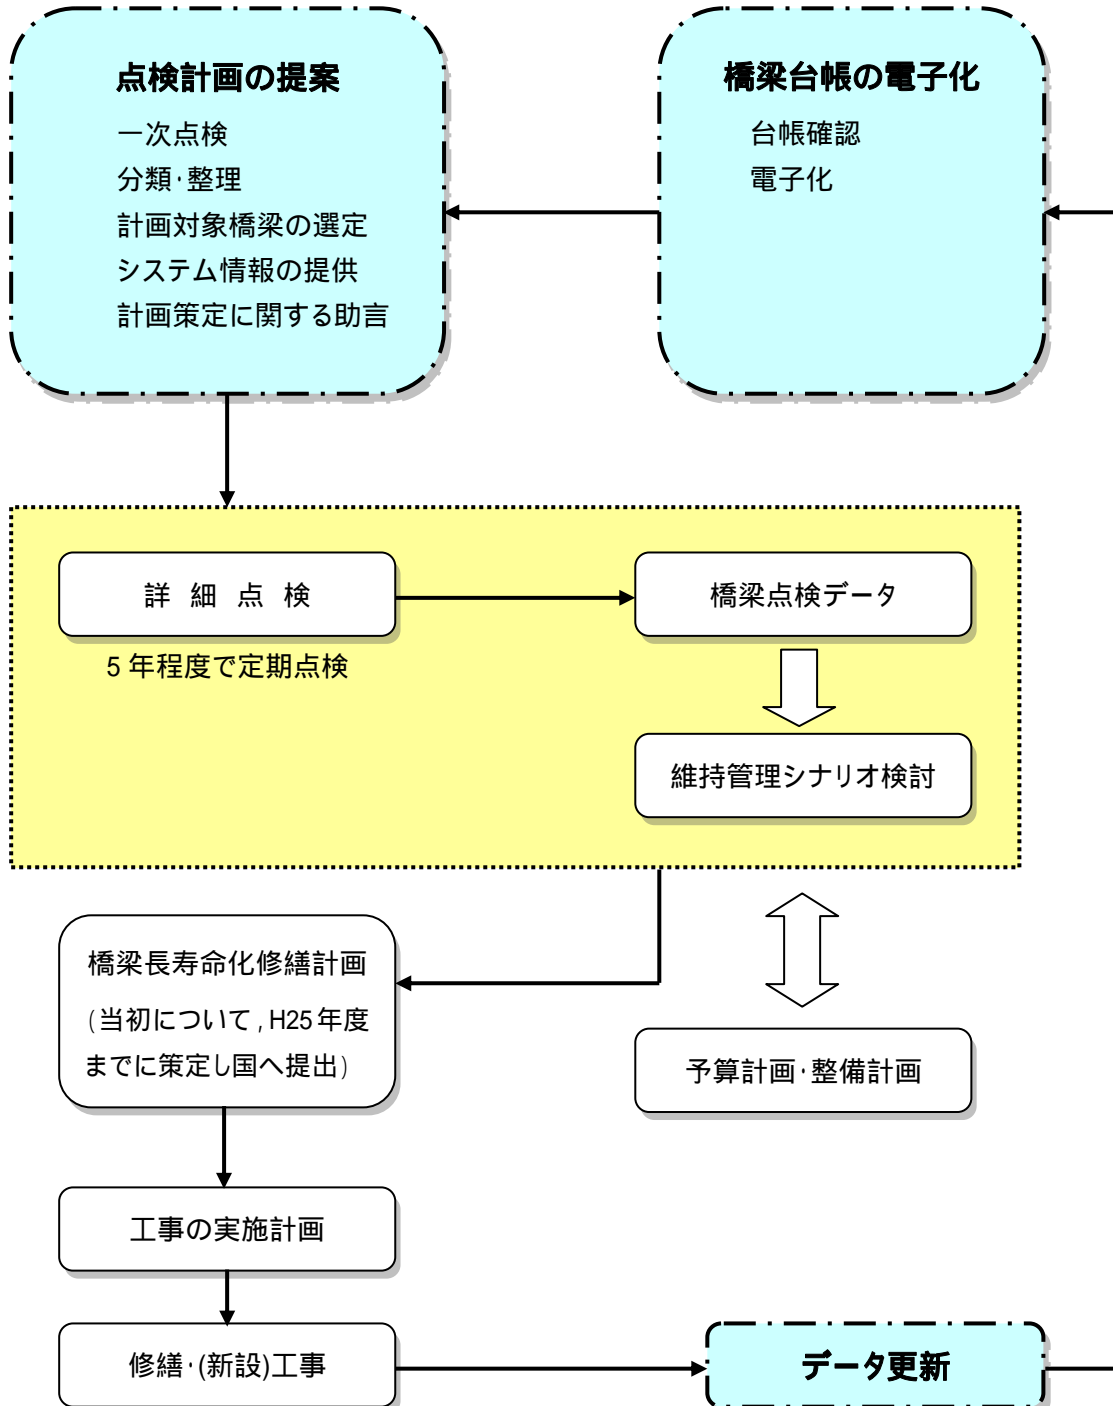 点検計画の提案
一次点検
分類・整理
計画対象橋梁の選定
システム情報の提供
計画策定に関する助言
橋梁台帳の電子化
台帳確認
電子化
詳 細 点 検
5年程度で定期点検
橋梁点検データ
維持管理シナリオ検討
橋梁長寿命化修繕計画
(当初について,H25年度
までに策定し国へ提出)
予算計画・整備計画
工事の実施計画
修繕・(新設)工事
データ更新